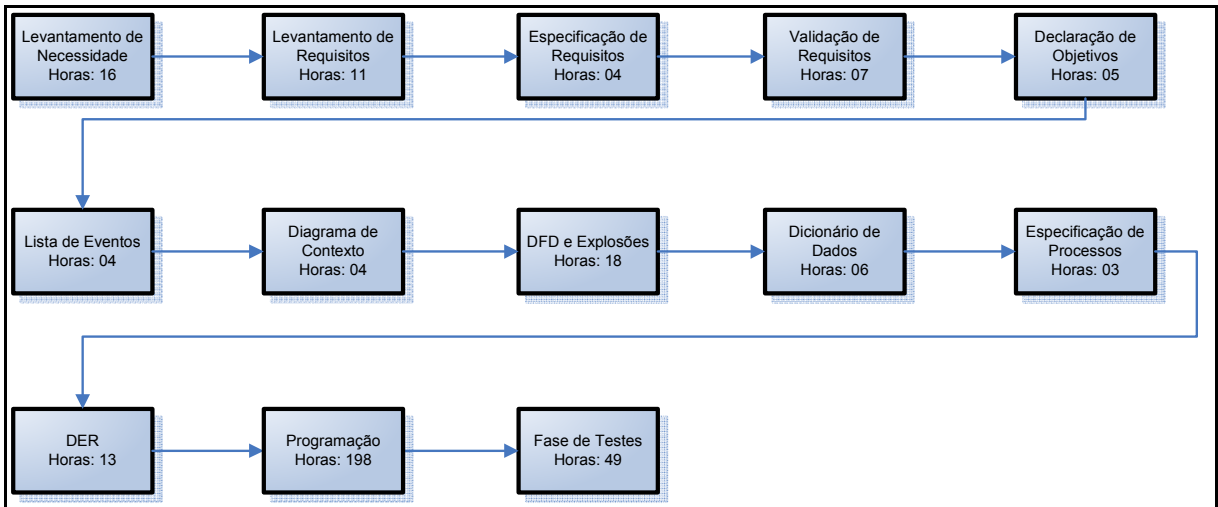 Levantamento de
Necessidade
Horas: 16
Levantamento de
Requisitos
Horas: 11
Especificação de
Requisitos
Horas: 04
Validação de
Requisitos
Horas: 07
Declaração de
Objetivos
Horas: 05
Lista de Eventos
Horas: 04
Diagrama de
Contexto
Horas: 04
DFD e Explosões
Horas: 18
Dicionário de
Dados
Horas: 06
Especificação de
Processos
Horas: 03
DER
Horas: 13
Programação
Horas: 198
Fase de Testes
Horas: 49